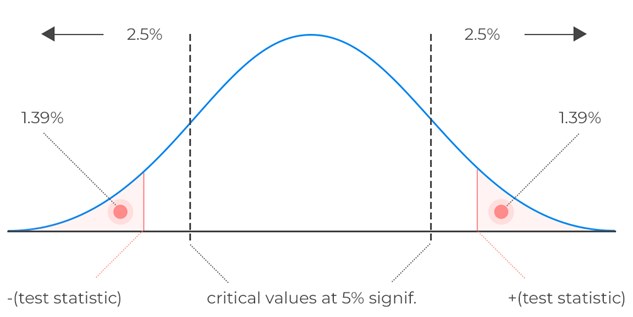 2.5%
2.5%
1.39%
1.39%
-(test statistic)
critical values at 5% signif.
+(test statistic)